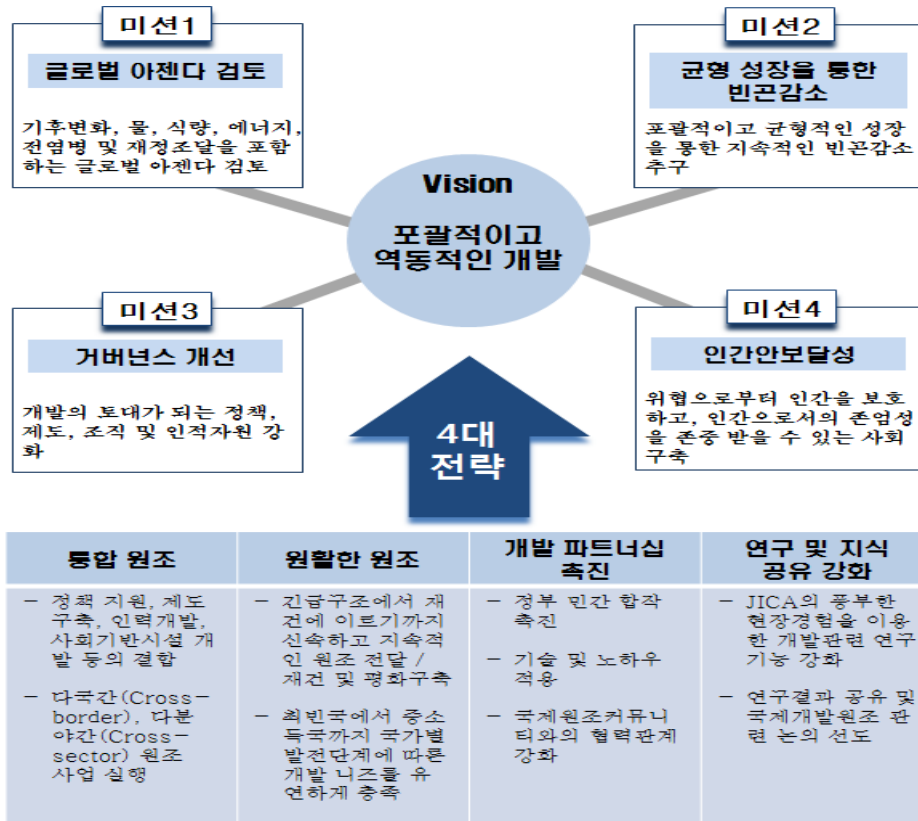 미션1
글로벌 아젠다 검토
기후변화, 물, 식량, 에너지,
전염병 및 재정조달을 포함
하는 글로벌 아젠다 검토
미션2
균형 성장을 통한
빈곤감소
포괄적이고 균형적인 성장
을 통한 지속적인 빈곤감소
추구
Vision
포괄적이고
역동적인 개발
미션3
거버넌스 개선
개발의 토대가 되는 정책,
제도, 조직 및 인적자원 강
화
미션4
인간안보달성
위협으로부터 인간을 보호
하고, 인간으로서의 존엄성
을 존중 받을 수 있는 사회
구축
4대
전략
통합 원조
- 정책 지원, 제도
구축, 인력개발,
사회기반시설 개
발 등의 결합
- 다국간(Cross-
border), 다분
야간(Cross-
sector) 원조
사업 실행
원활한 원조
- 긴급구조에서 재
건에 이르기까지
신속하고 지속적
인 원조 전달 /
재건 및 평화구축
- 최빈국에서 중소
득국까지 국가별
발전단계에 따른
개발 니즈를 유
연하게 충족
개발 파트너십
촉진
- 정부 민간 합작
촉진
- 기술 및 노하우
적용
- 국제원조커뮤니
티와의 협력관계
강화
연구 및 지식
공유 강화
- JICA의 풍부한
현장경험을 이용
한 개발관련 연구
기능 강화
- 연구결과 공유 및
국제개발원조 관
련 논의 선도